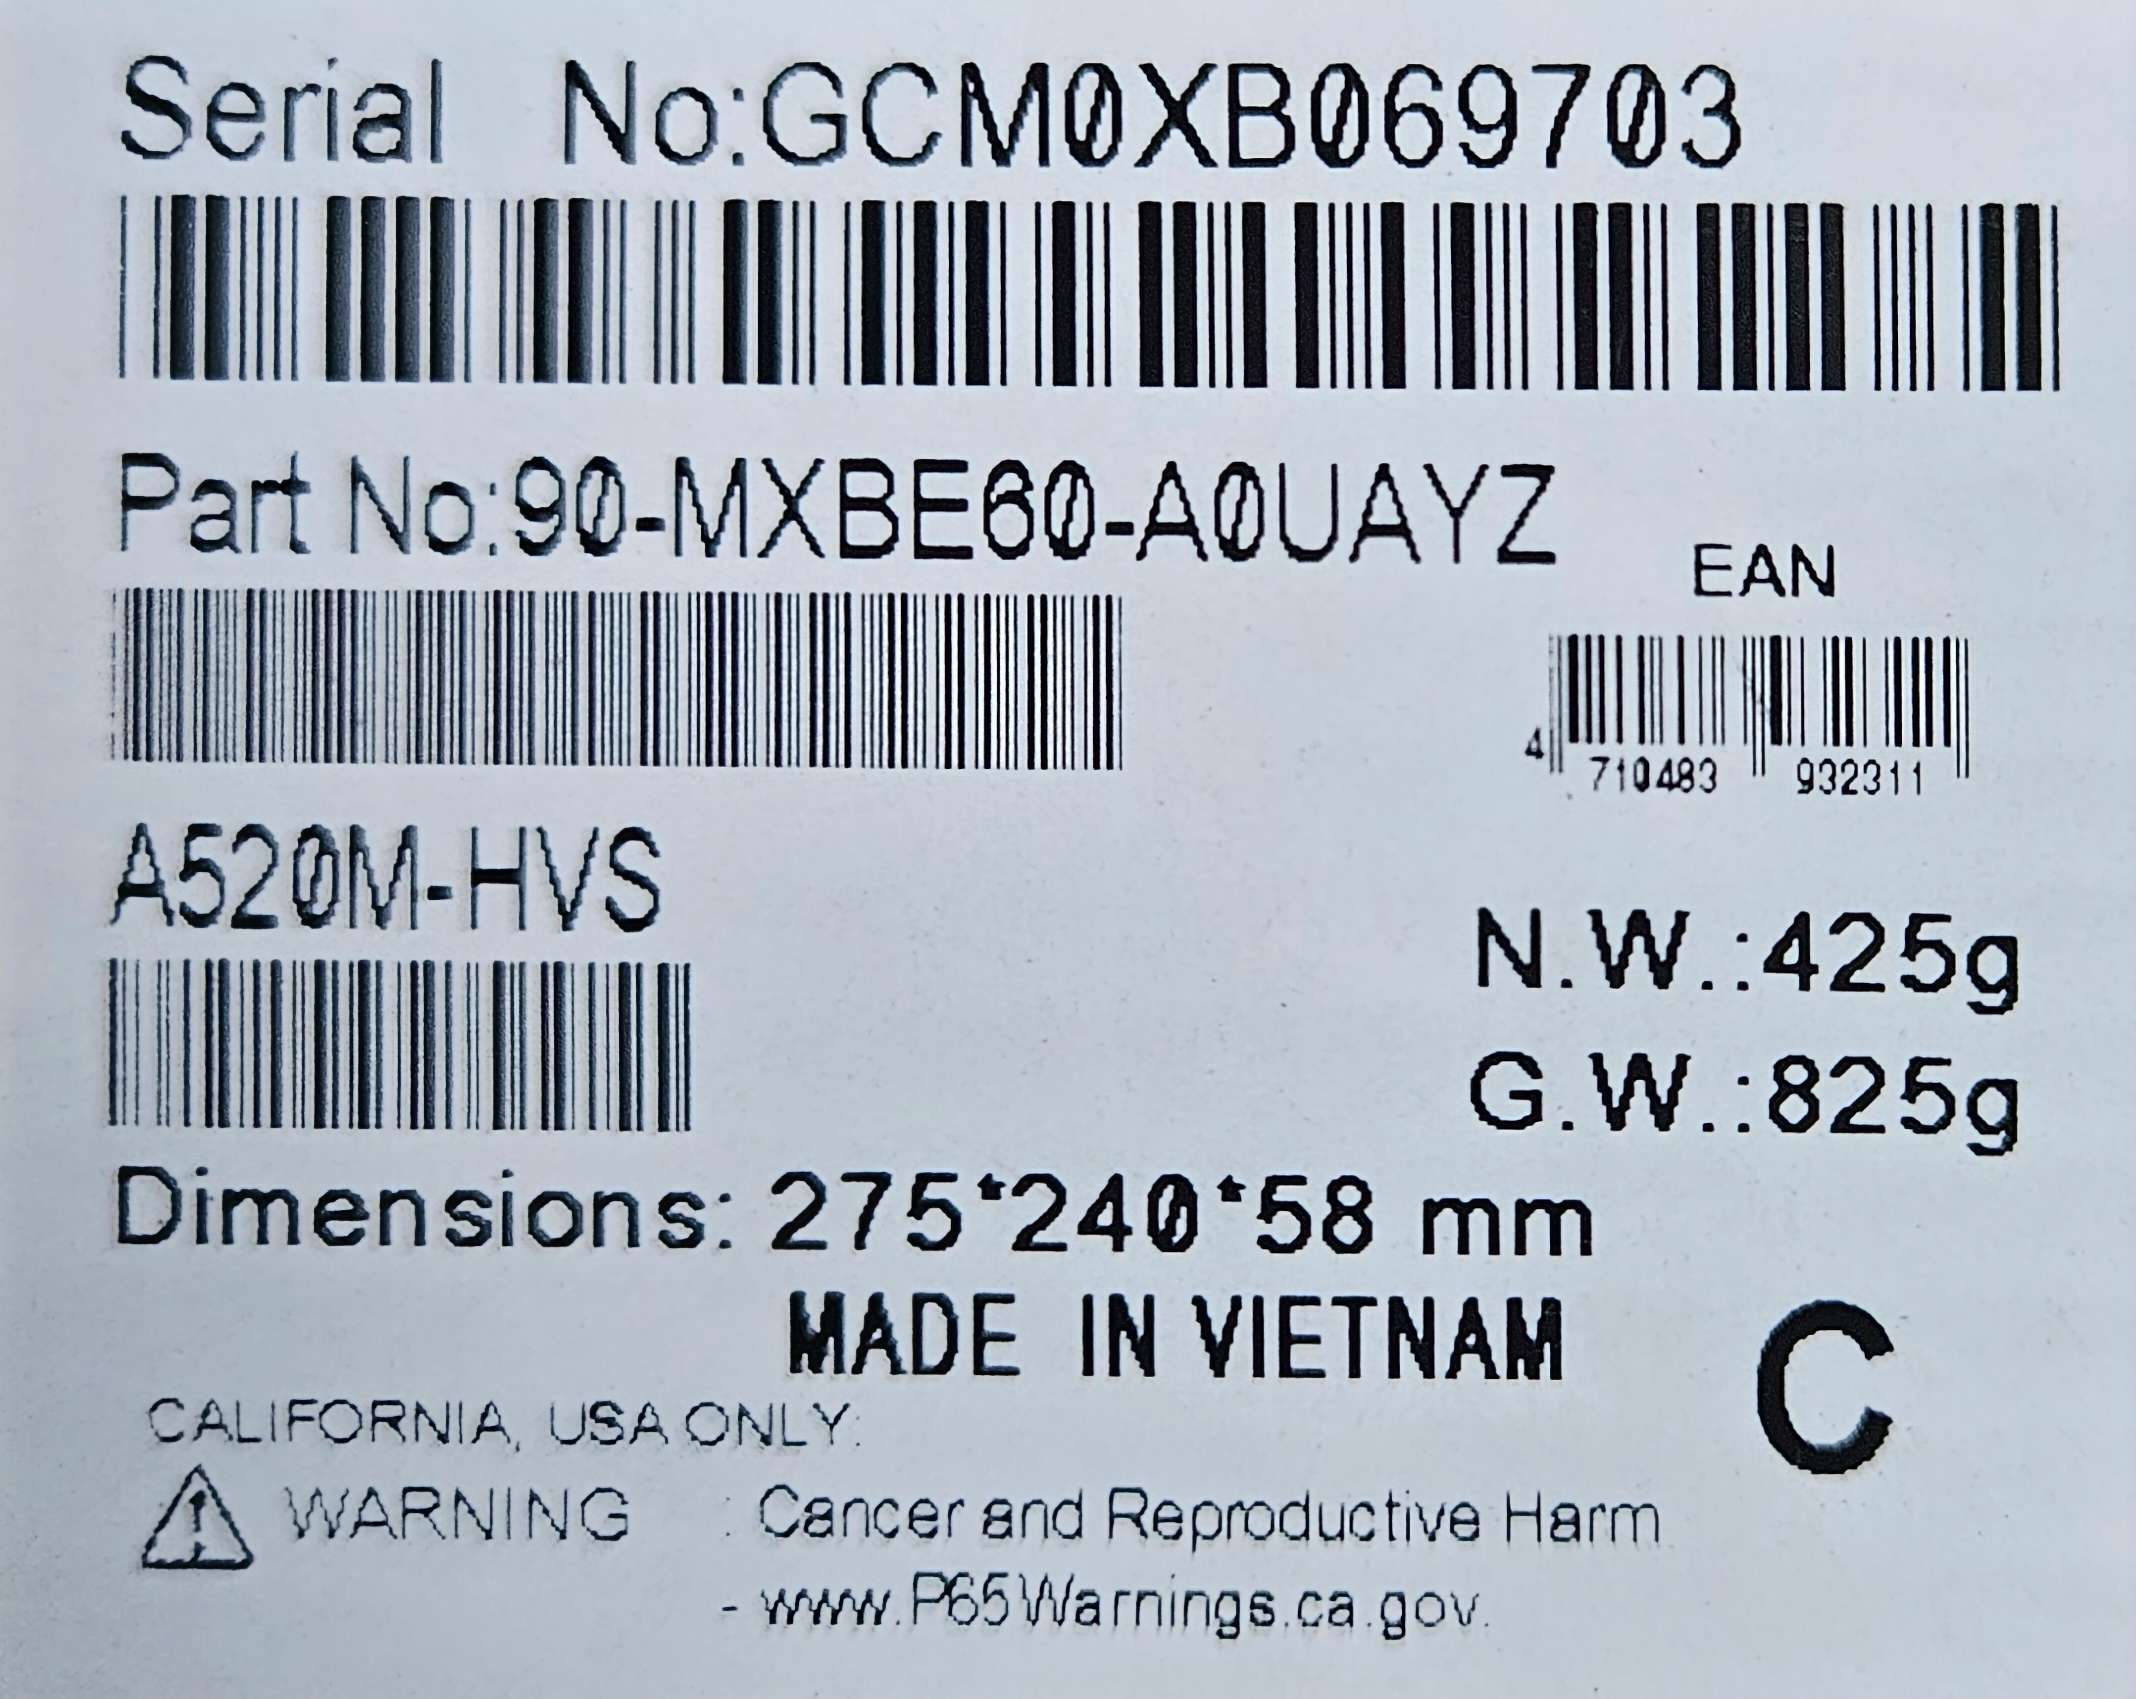 Serial No:GCM0XB069703
Part No:90-MXBE60-A0UAYZ
EAN
4 710483 932311
A520M-HVS
N.W.:425g
G.W.:825g
Dimensions: 275*240*58 mm
MADE IN VIETNAM
C
CALIFORNIA, USA ONLY:
WARNING : Cancer and Reproductive Harm
- www.P65Warnings.ca.gov.